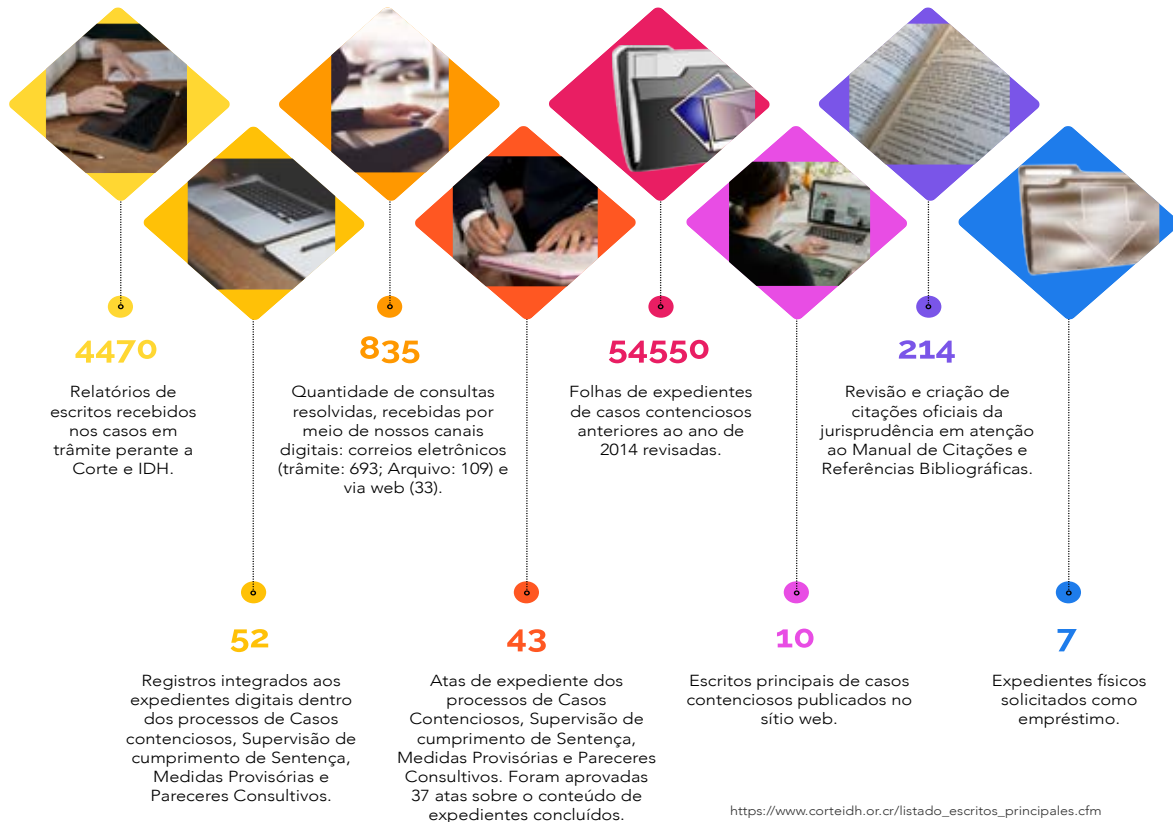 4470
Relatórios de
escritos recebidos
nos casos em
trâmite perante a
Corte e IDH.
835
Quantidade de consultas
resolvidas, recebidas por
meio de nossos canais
digitais: correios eletrônicos
(trâmite: 693; Arquivo: 109) e
via web (33).
54550
Folhas de expedientes
de casos contenciosos
anteriores ao ano de
2014 revisadas.
214
Revisão e criação de
citações oficiais da
jurisprudência em atenção
ao Manual de Citações e
Referências Bibliográficas.
52
Registros integrados aos
expedientes digitais dentro
dos processos de Casos
contenciosos, Supervisão de
cumprimento de Sentença,
Medidas Provisórias e
Pareceres Consultivos.
43
Atas de expediente dos
processos de Casos
Contenciosos, Supervisão de
cumprimento de Sentença,
Medidas Provisórias e Pareceres
Consultivos. Foram aprovadas
37 atas sobre o conteúdo de
expedientes concluídos.
10
Escritos principais de casos
contenciosos publicados no
sítio web.
7
Expedientes físicos
solicitados como
empréstimo.
https://www.corteidh.or.cr/listado_escritos_principales.cfm